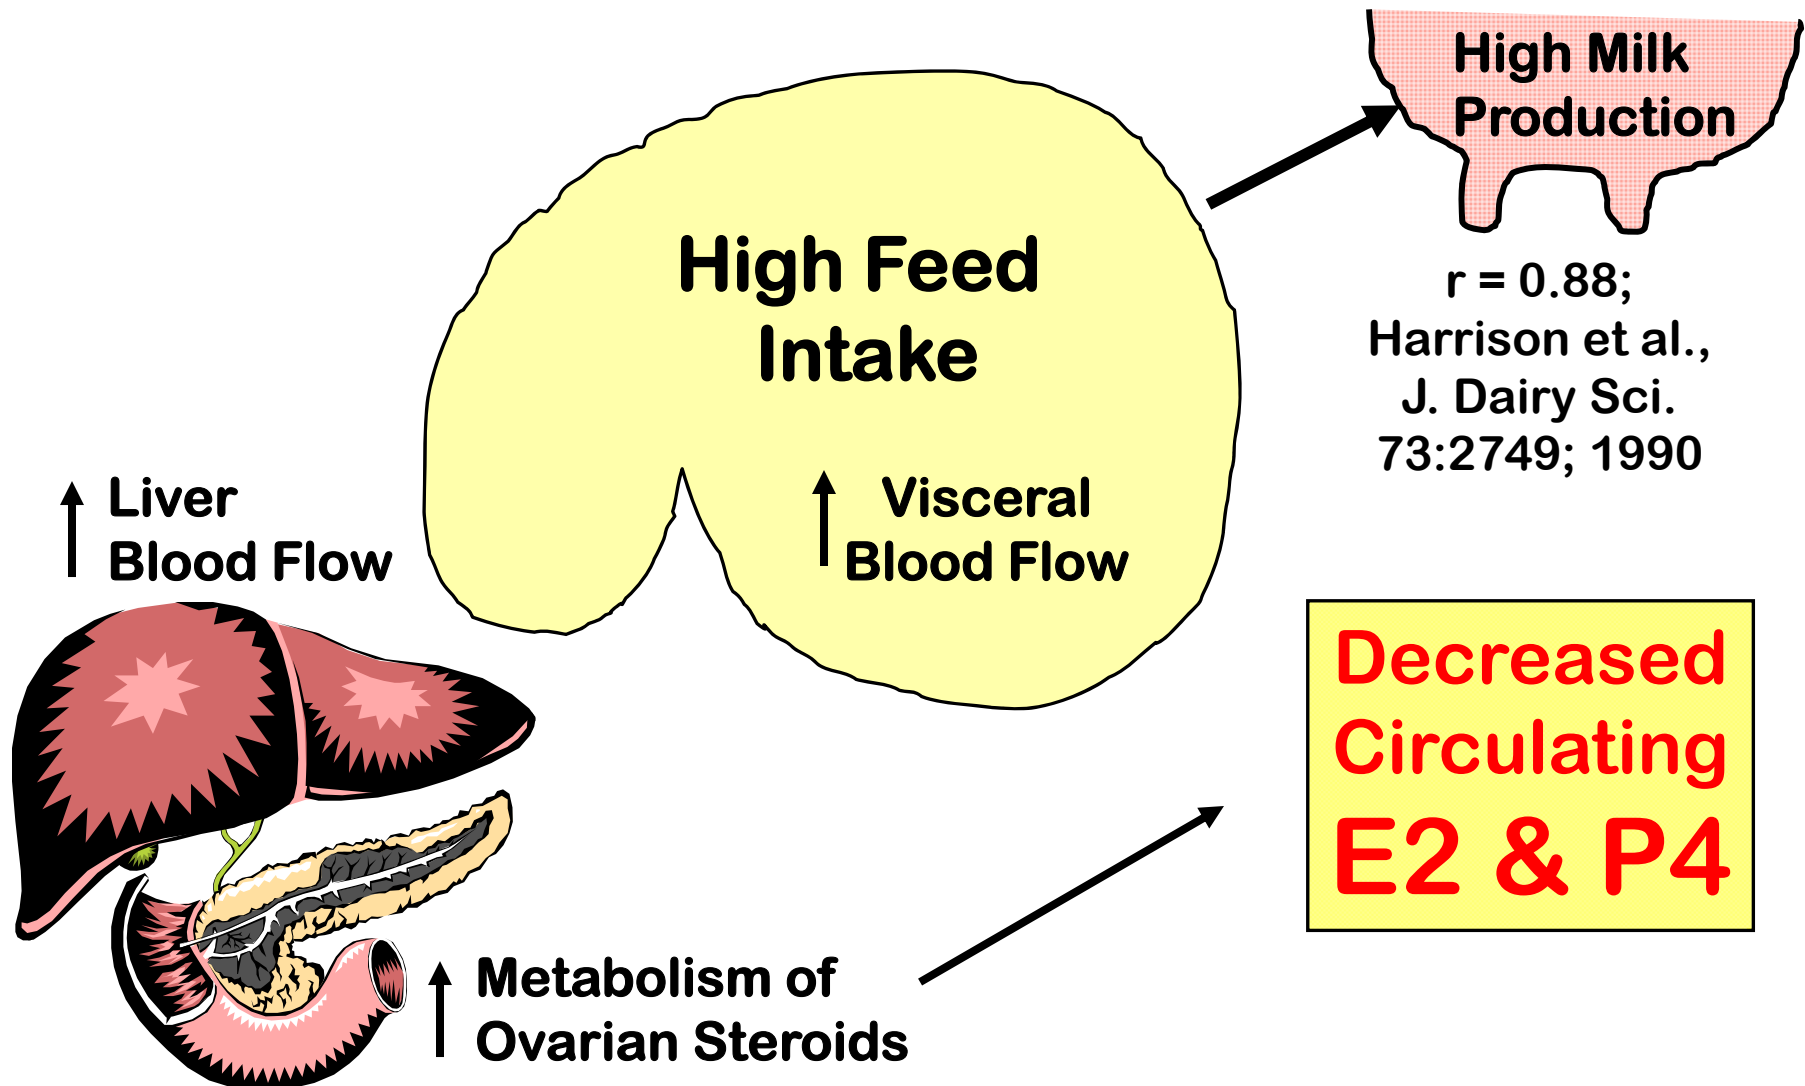 High Milk
Production
High Feed
Intake
r = 0.88;
Harrison et al.,
J. Dairy Sci.
73:2749; 1990
Liver
Blood Flow
Visceral
Blood Flow
Decreased
Circulating
E2 & P4
Metabolism of
Ovarian Steroids